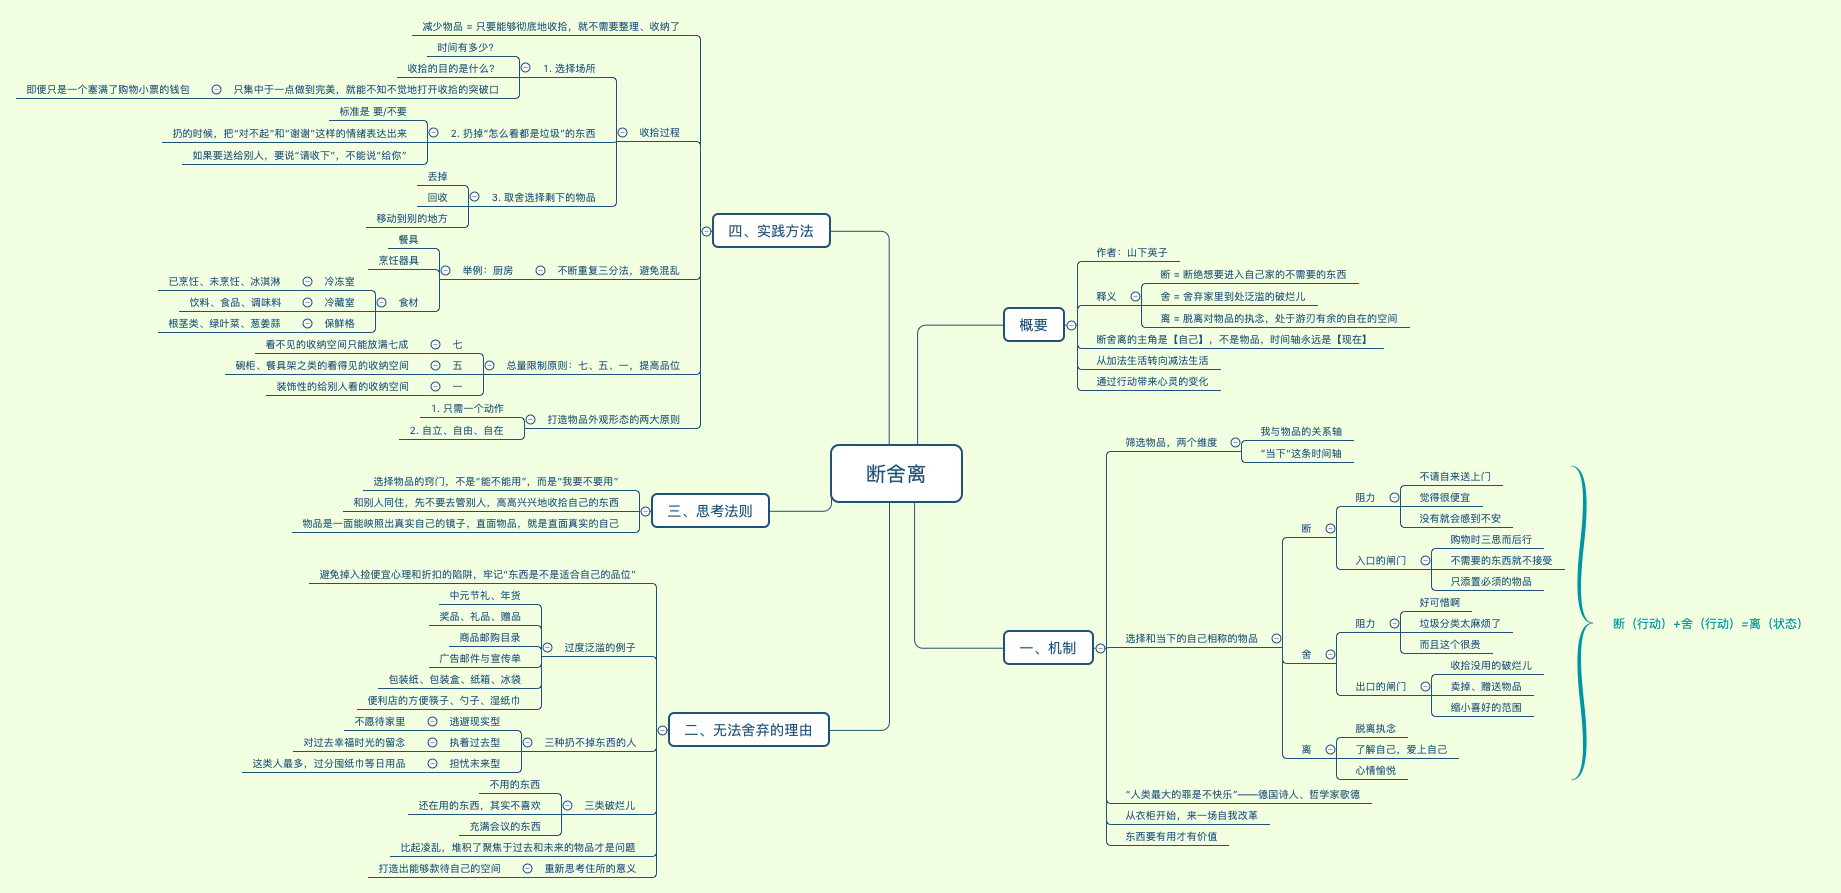 断舍离
概要
作者：山下英子
释义
断 = 断绝想要进入自己家的不需要的东西
舍 = 舍弃家里到处泛滥的破烂儿
离 = 脱离对物品的执念，处于游刃有余的自在的空间
断舍离的主角是【自己】，不是物品，时间轴永远是【现在】
从加法生活转向减法生活
通过行动带来心灵的变化
一、机制
筛选物品，两个维度
我与物品的关系轴
“当下”这条时间轴
选择和当下的自己相称的物品
断
阻力
不请自来送上门
觉得很便宜
没有就会感到不安
入口的闸门
购物时三思而后行
不需要的东西就不接受
只添置必须的物品
舍
阻力
好可惜啊
垃圾分类太麻烦了
而且这个很贵
出口的闸门
收拾没用的破烂儿
卖掉、赠送物品
缩小喜好的范围
离
脱离执念
了解自己，爱上自己
心情愉悦
断（行动）+舍（行动）=离（状态）
“人类最大的罪是不快乐”——德国诗人、哲学家歌德
从衣柜开始，来一场自我改革
东西要有用才有价值
二、无法舍弃的理由
避免掉入捡便宜心理和折扣的陷阱，牢记“东西是不是适合自己的品位”
过度泛滥的例子
中元节礼、年货
奖品、礼品、赠品
商品邮购目录
广告邮件与宣传单
包装纸、包装盒、纸箱、冰袋
便利店的方便筷子、勺子、湿纸巾
三种扔不掉东西的人
逃避现实型
不愿待家里
执着过去型
对过去幸福时光的留念
担忧未来型
这类人最多，过分囤纸巾等日用品
三类破烂儿
不用的东西
还在用的东西，其实不喜欢
充满会议的东西
比起凌乱，堆积了聚焦于过去和未来的物品才是问题
重新思考住所的意义
打造出能够款待自己的空间
三、思考法则
选择物品的窍门，不是“能不能用”，而是“我要不要用”
和别人同住，先不要去管别人，高高兴兴地收拾自己的东西
物品是一面能映照出真实自己的镜子，直面物品，就是直面真实的自己
四、实践方法
减少物品 = 只要能够彻底地收拾，就不需要整理、收纳了
收拾过程
1. 选择场所
时间有多少?
收拾的目的是什么?
只集中于一点做到完美，就能不知不觉地打开收拾的突破口
即便只是一个塞满了购物小票的钱包
2. 扔掉“怎么看都是垃圾”的东西
标准是 要/不要
扔的时候，把“对不起”和“谢谢”这样的情绪表达出来
如果要送给别人，要说“请收下”，不能说“给你”
3. 取舍选择剩下的物品
丢掉
回收
移动到别的地方
不断重复三分法，避免混乱
举例：厨房
餐具
烹饪器具
食材
冷冻室
已烹饪、未烹饪、冰淇淋
冷藏室
饮料、食品、调味料
保鲜格
根茎类、绿叶菜、葱姜蒜
总量限制原则：七、五、一，提高品位
七
看不见的收纳空间只能放满七成
五
碗柜、餐具架之类的看得见的收纳空间
一
装饰性的给别人看的收纳空间
打造物品外观形态的两大原则
1. 只需一个动作
2. 自立、自由、自在